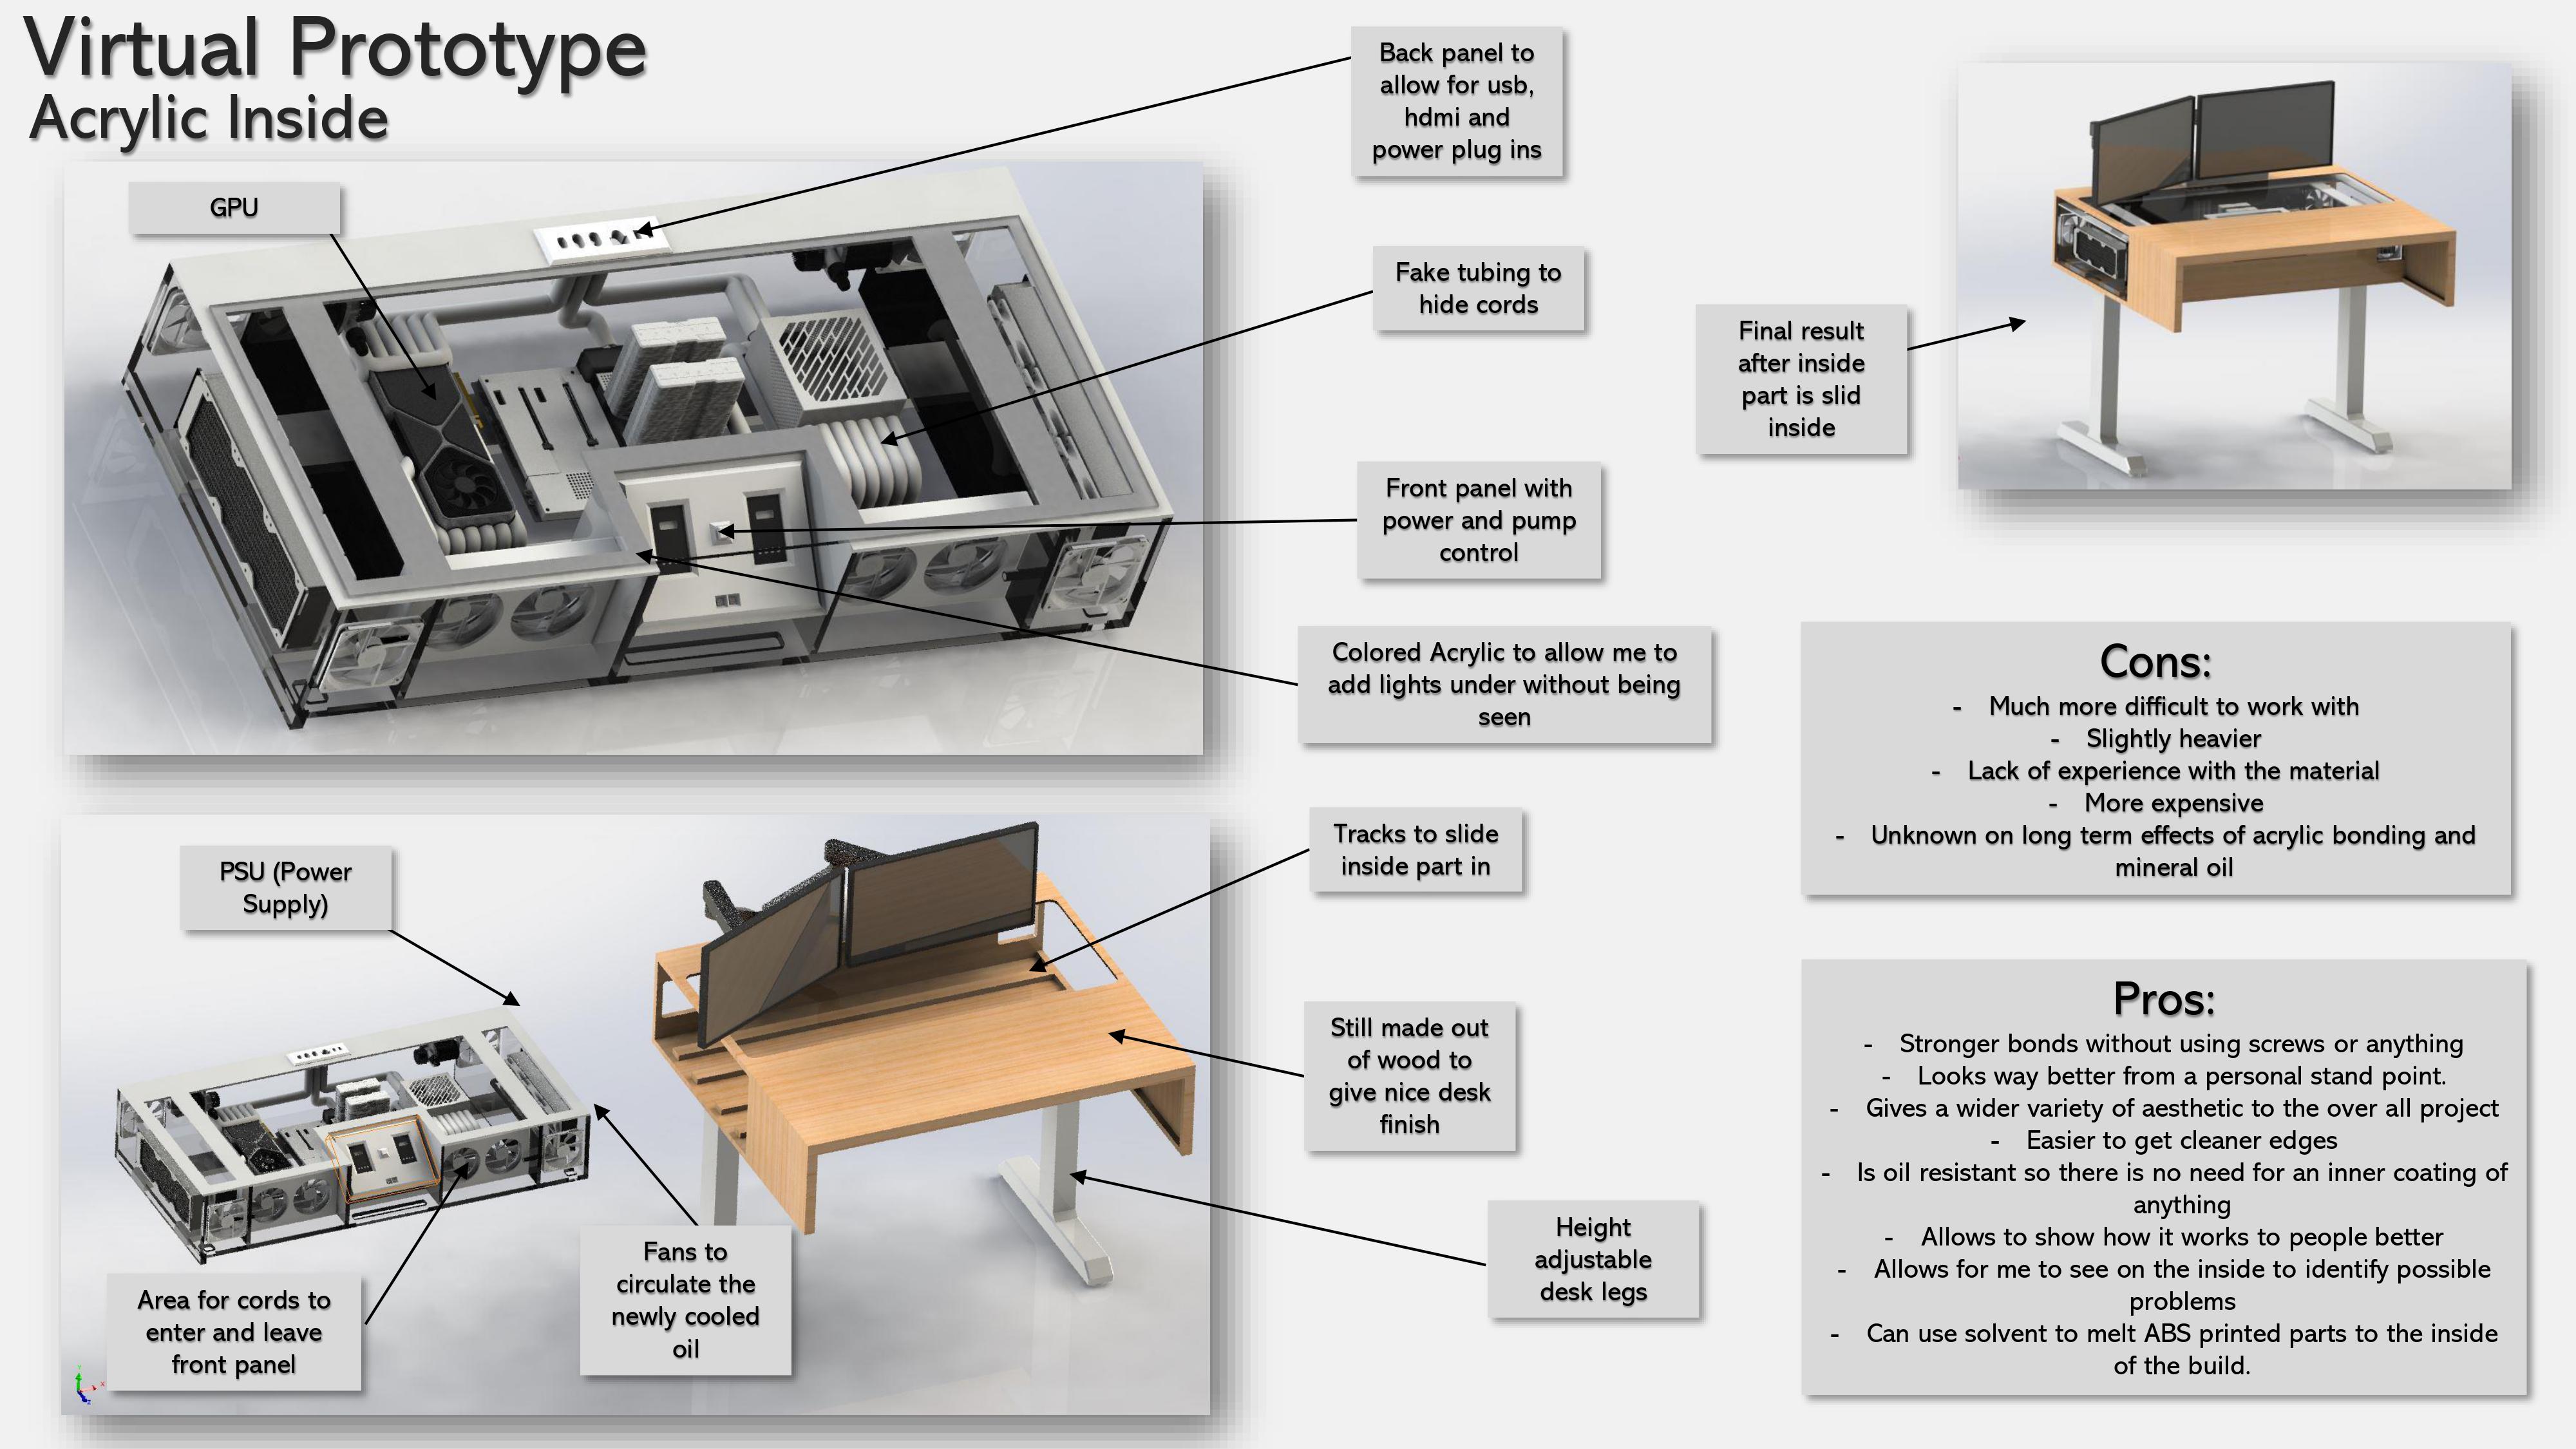 Virtual Prototype
Acrylic Inside
GPU
Back panel to
allow for usb,
hdmi and
power plug ins
Fake tubing to
hide cords
Front panel with
power and pump
control
Colored Acrylic to allow me to
add lights under without being
seen
Final result
after inside
part is slid
inside
PSU (Power
Supply)
Tracks to slide
inside part in
Still made out
of wood to
give nice desk
finish
Height
adjustable
desk legs
Fans to
circulate the
newly cooled
oil
Area for cords to
enter and leave
front panel
Cons:
- Much more difficult to work with
- Slightly heavier
- Lack of experience with the material
- More expensive
- Unknown on long term effects of acrylic bonding and
mineral oil
Pros:
- Stronger bonds without using screws or anything
- Looks way better from a personal stand point.
- Gives a wider variety of aesthetic to the over all project
- Easier to get cleaner edges
- Is oil resistant so there is no need for an inner coating of
anything
- Allows to show how it works to people better
- Allows for me to see on the inside to identify possible
problems
- Can use solvent to melt ABS printed parts to the inside
of the build.